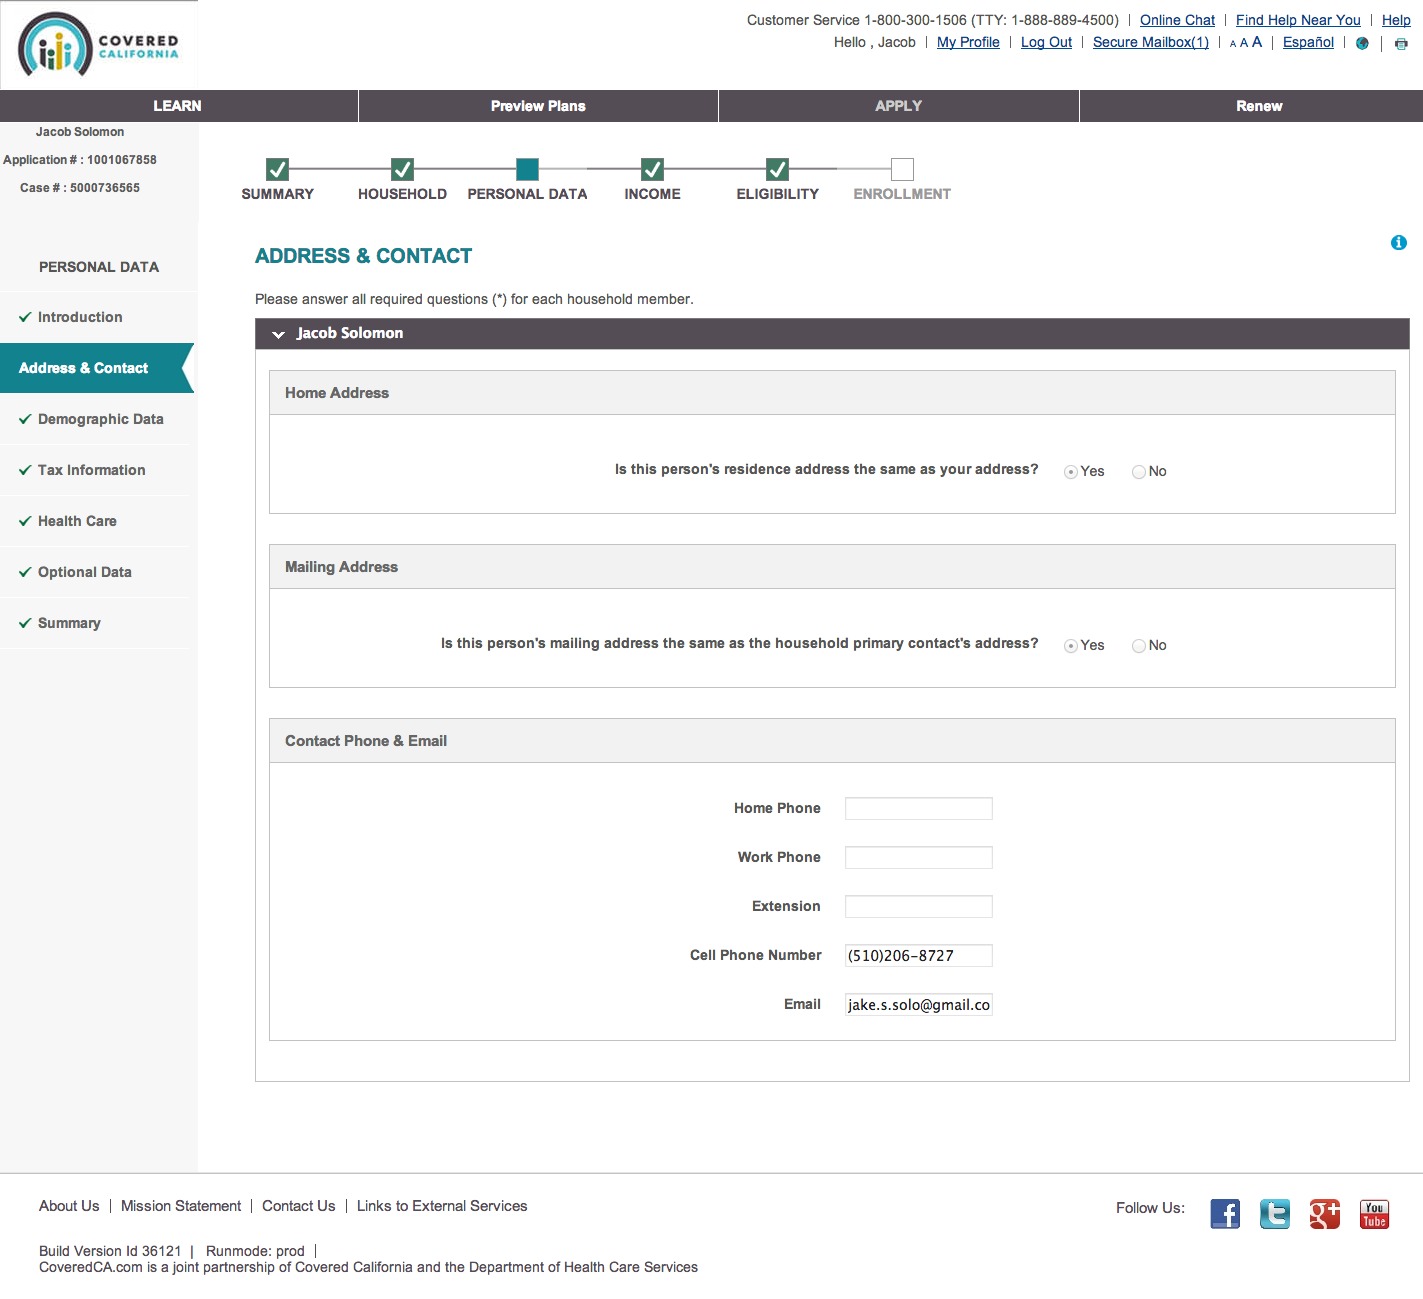 COVERED
CALIFORNIA
Customer Service 1-800-300-1506 (TTY: 1-888-889-4500) | Online Chat | Find Help Near You | Help
Hello , Jacob | My Profile | Log Out | Secure Mailbox(1) | A A A | Español | |
LEARN Preview Plans APPLY Renew
Jacob Solomon
Application # : 1001067858
Case # : 5000736565
SUMMARY HOUSEHOLD PERSONAL DATA INCOME ELIGIBILITY ENROLLMENT
PERSONAL DATA
Introduction
Address & Contact
Demographic Data
Tax Information
Health Care
Optional Data
Summary
ADDRESS & CONTACT
Please answer all required questions (*) for each household member.
Jacob Solomon
Home Address
Is this person's residence address the same as your address? Yes No
Mailing Address
Is this person's mailing address the same as the household primary contact's address? Yes No
Contact Phone & Email
Home Phone
Work Phone
Extension
Cell Phone Number (510)206-8727
Email jake.s.solo@gmail.co
About Us | Mission Statement | Contact Us | Links to External Services
Follow Us: f t g+ You Tube
Build Version Id 36121 | Runmode: prod |
CoveredCA.com is a joint partnership of Covered California and the Department of Health Care Services